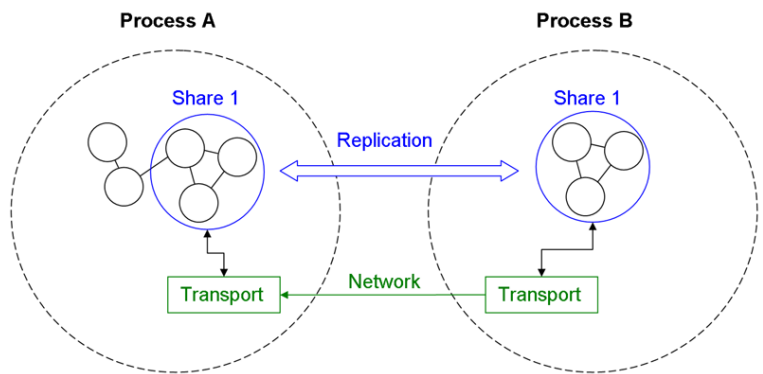 Process A
Process B
Share 1
Share 1
Replication
Network
Transport
Transport